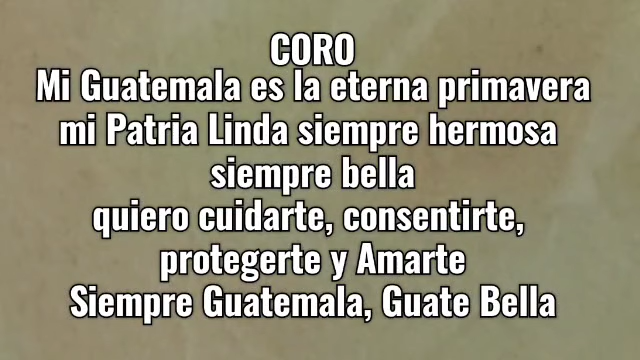 CORO
Mi Guatemala es la eterna primavera
mi Patria Linda siempre hermosa
siempre bella
quiero cuidarte, consentirte,
protegerte y Amarte
Siempre Guatemala, Guate Bella